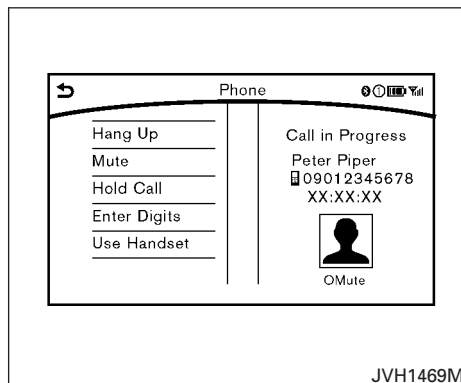 Phone
Hang Up
Mute
Hold Call
Enter Digits
Use Handset
Call in Progress
Peter Piper
09012345678
XX:XX:XX
OMute
JVH1469M